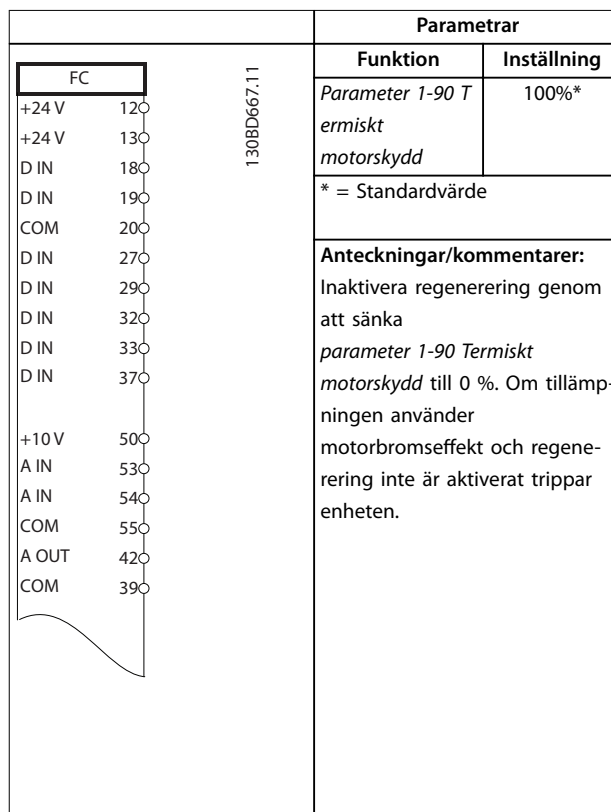 FC
130BD667.11
+24 V 12
+24 V 13
D IN 18
D IN 19
COM 20
D IN 27
D IN 29
D IN 32
D IN 33
D IN 37
+10 V 50
A IN 53
A IN 54
COM 55
A OUT 42
COM 39
Parametrar
Funktion Inställning
Parameter 1-90 T 100%*
ermiskt
motorskydd
* = Standardvärde
Anteckningar/kommentarer:
Inaktivera regenerering genom
att sänka
parameter 1-90 Termiskt
motorskydd till 0 %. Om tillämp-
ningen använder
motorbromseffekt och regene-
rering inte är aktiverat trippar
enheten.